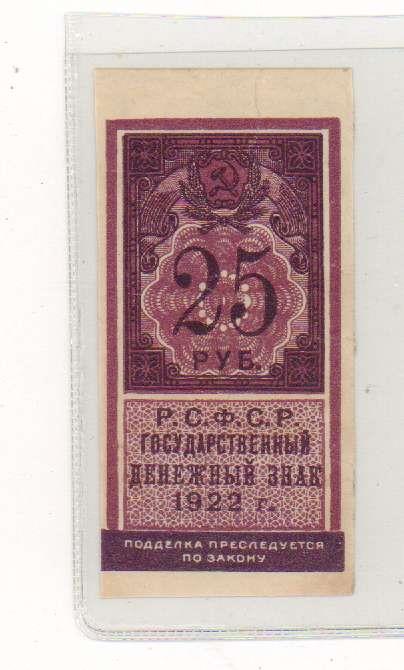 25
РУБ.
Р.С.Ф.С.Р.
ГОСУДАРСТВЕННЫЙ
ДЕНЕЖНЫЙ ЗНАК
1922 г.
ПОДДЕЛКА ПРЕСЛЕДУЕТСЯ
ПО ЗАКОНУ